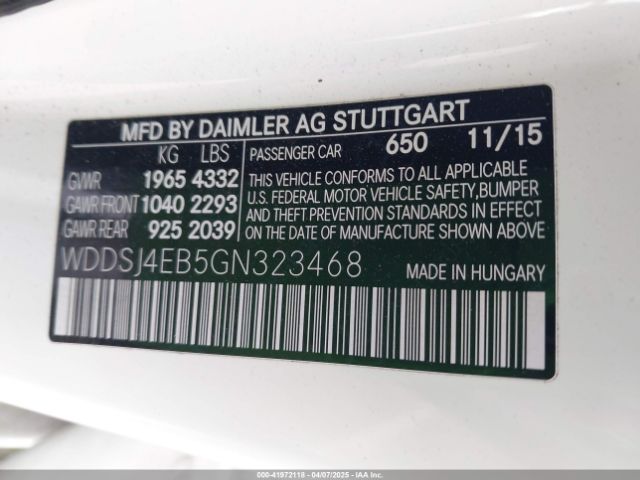 MFD BY DAIMLER AG STUTTGART
KG LBS PASSENGER CAR 650 11/15
GVWR 1965 4332
GAWR FRONT 1040 2293
GAWR REAR 925 2039
THIS VEHICLE CONFORMS TO ALL APPLICABLE
U.S. FEDERAL MOTOR VEHICLE SAFETY,BUMPER
AND THEFT PREVENTION STANDARDS IN EFFECT
ON THE DATE OF MANUFACTURE SHOWN ABOVE
WDDSJ4EB5GN323468 MADE IN HUNGARY
000-41972118 04/07/2025 IAA Inc.